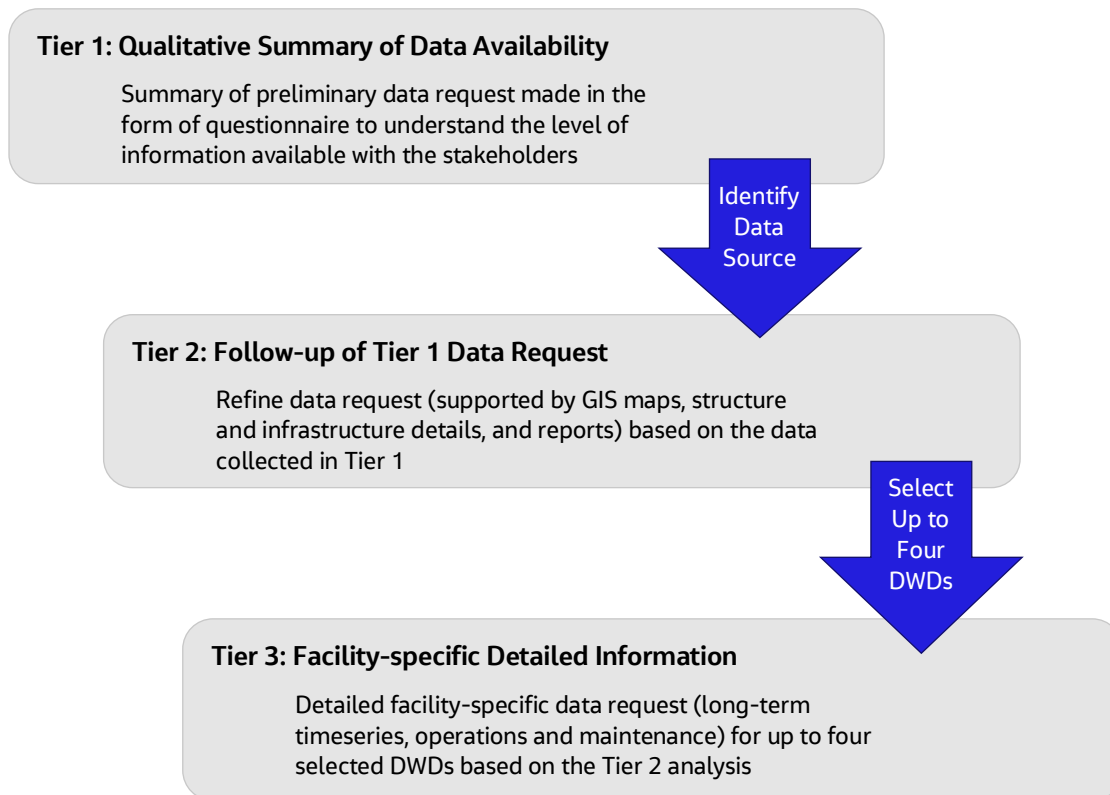 Tier 1: Qualitative Summary of Data Availability
Summary of preliminary data request made in the
form of questionnaire to understand the level of
information available with the stakeholders
Identify
Data
Source
Tier 2: Follow-up of Tier 1 Data Request
Refine data request (supported by GIS maps, structure
and infrastructure details, and reports) based on the data
collected in Tier 1
Select
Up to
Four
DWDs
Tier 3: Facility-specific Detailed Information
Detailed facility-specific data request (long-term
timeseries, operations and maintenance) for up to four
selected DWDs based on the Tier 2 analysis